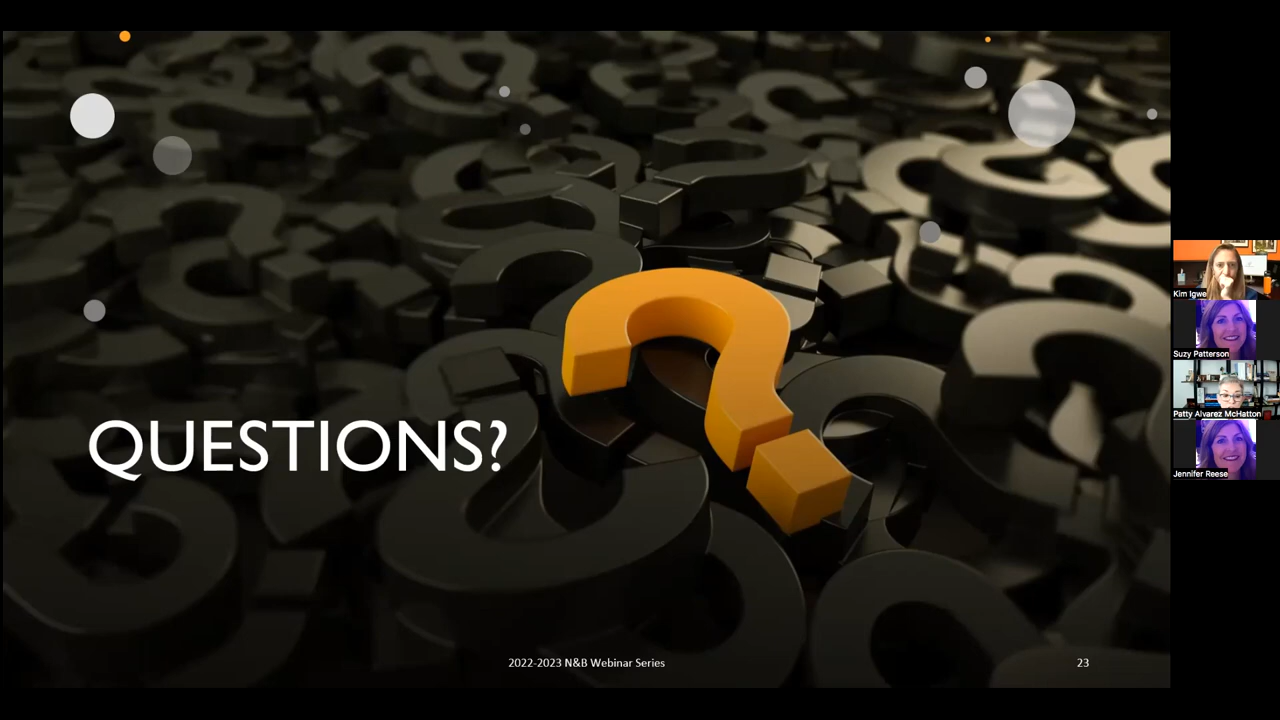 QUESTIONS?
2022-2023 N&B Webinar Series
23
Kim Igwe
Suzy Patterson
Patty Alvarez McHatton
Jennifer Reese